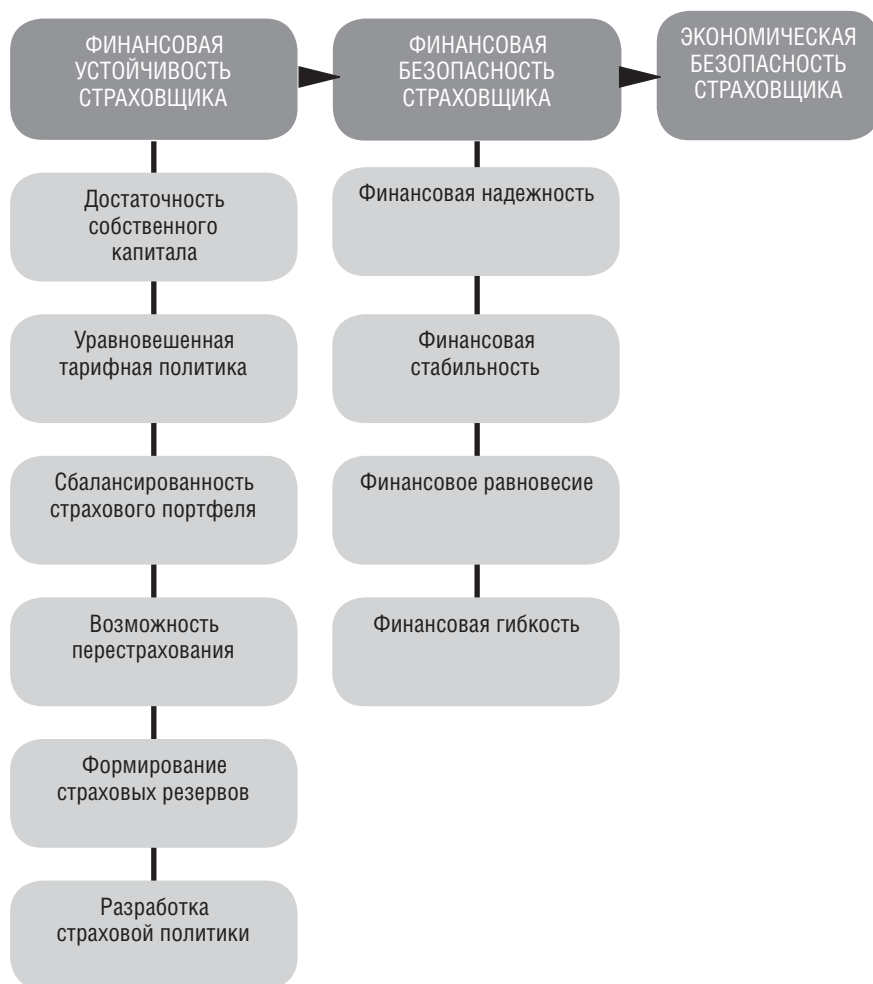 ФИНАНСОВАЯ
УСТОЙЧИВОСТЬ
СТРАХОВЩИКА
ФИНАНСОВАЯ
БЕЗОПАСНОСТЬ
СТРАХОВЩИКА
ЭКОНОМИЧЕСКАЯ
БЕЗОПАСНОСТЬ
СТРАХОВЩИКА
Достаточность
собственного
капитала
Уравновешенная
тарифная политика
Сбалансированность
страхового портфеля
Возможность
перестрахования
Формирование
страховых резервов
Разработка
страховой политики
Финансовая надежность
Финансовая
стабильность
Финансовое равновесие
Финансовая гибкость